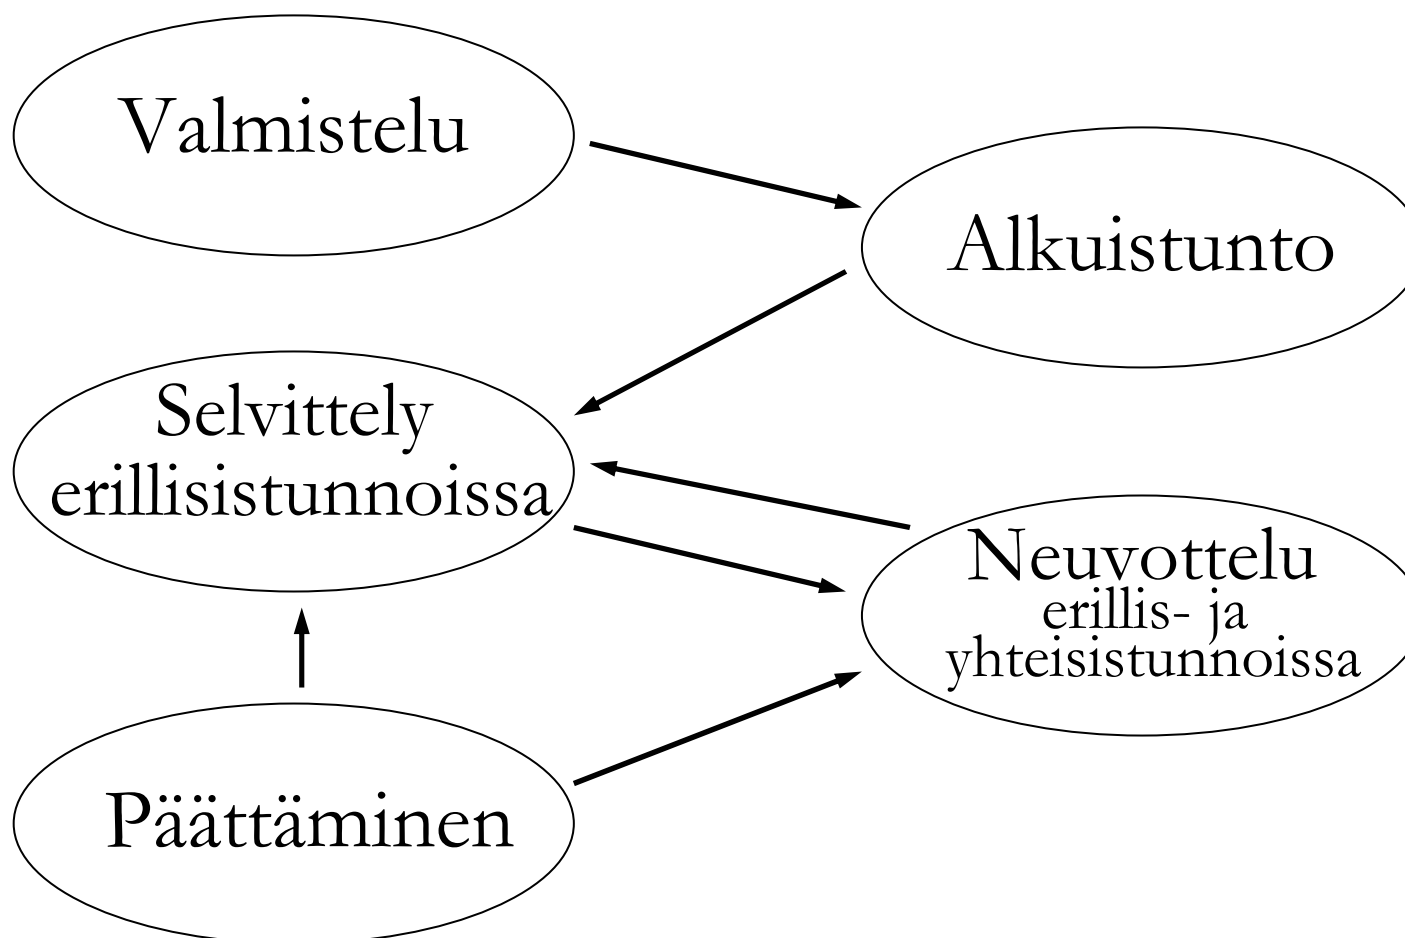 Valmistelu
Alkuistunto
Selvittely
erillisistunnoissa
Neuvottelu
erillis- ja
yhteisistunnoissa
Päättäminen